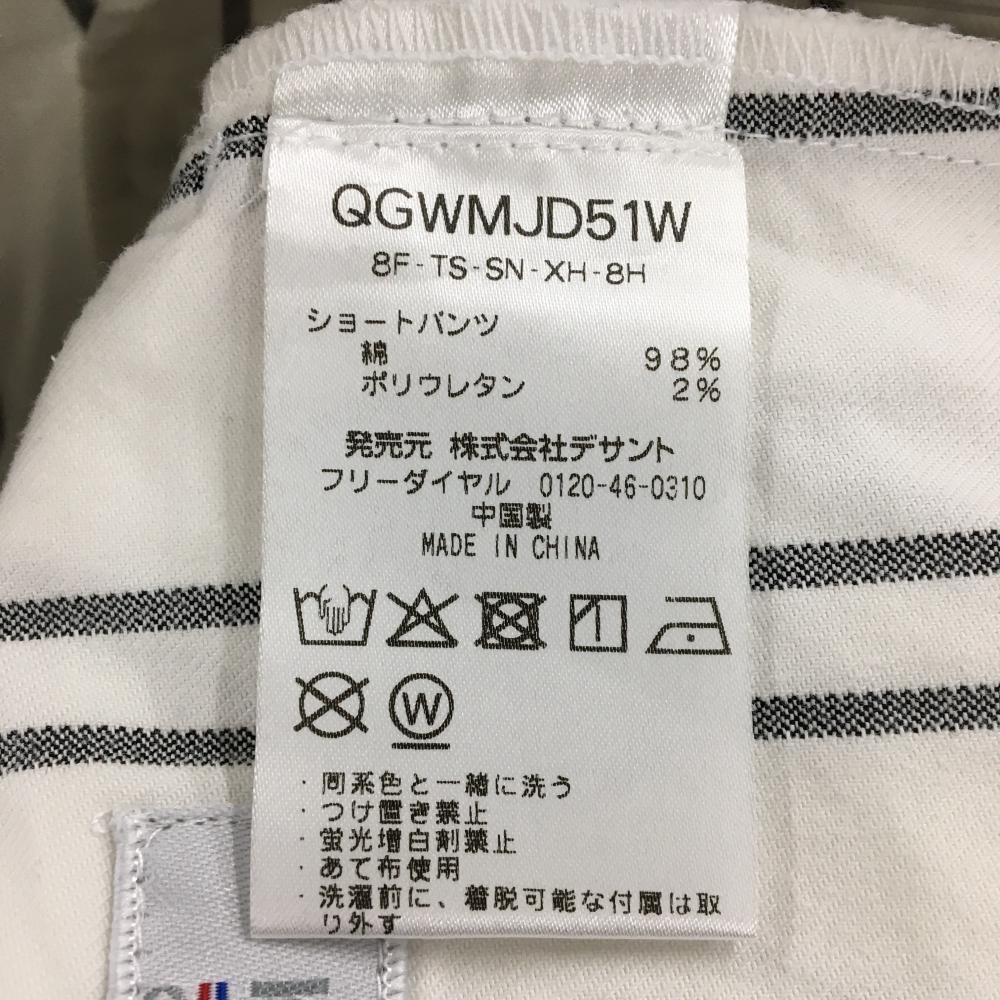 QGWMJD51W
8F-TS-SN-XH-8H
ショートパンツ
綿 98%
ポリウレタン 2%
発売元 株式会社デサント
フリーダイヤル 0120-46-0310
中国製
MADE IN CHINA
W
・同系色と一緒に洗う
・つけ置き禁止
・蛍光増白剤禁止
・あて布使用
・洗濯前に、着脱可能な付属は取
り外す